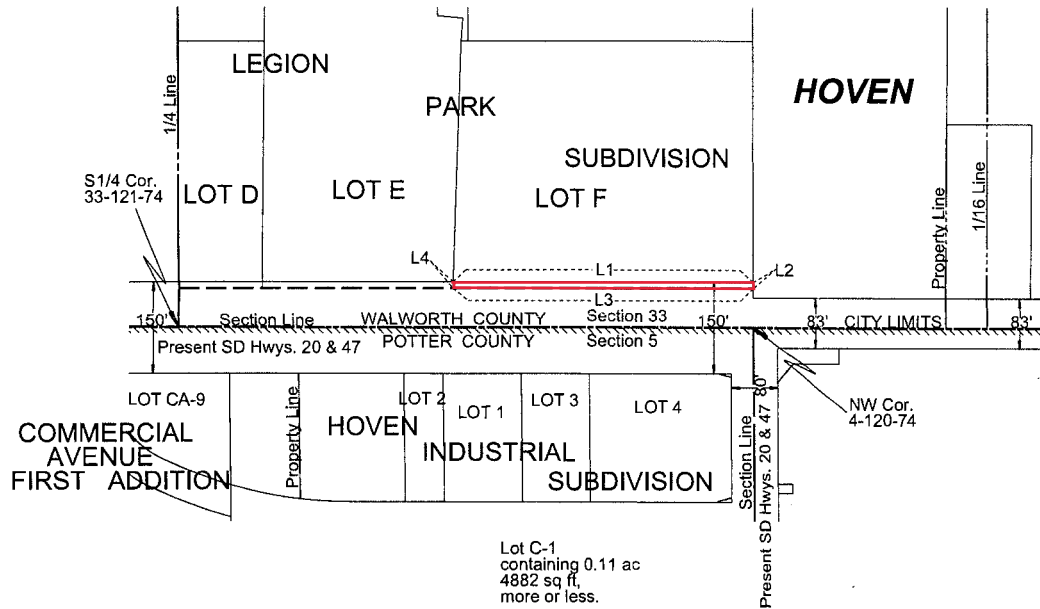 LEGION
PARK
SUBDIVISION
HOVEN
1/4 Line
S1/4 Cor.
33-121-74
LOT D
LOT E
LOT F
Property Line
1/16 Line
L4
L1
L2
L3
150'
Section Line
WALWORTH COUNTY
Section 33
150'
83'
CITY LIMITS
83'
Present SD Hwys. 20 & 47
POTTER COUNTY
Section 5
LOT CA-9
Property Line
LOT 2
LOT 1
LOT 3
LOT 4
80'
NW Cor.
4-120-74
COMMERCIAL
AVENUE
FIRST ADDITION
HOVEN
INDUSTRIAL
SUBDIVISION
Section Line
Present SD Hwys. 20 & 47
Lot C-1
containing 0.11 ac
4882 sq ft,
more or less.